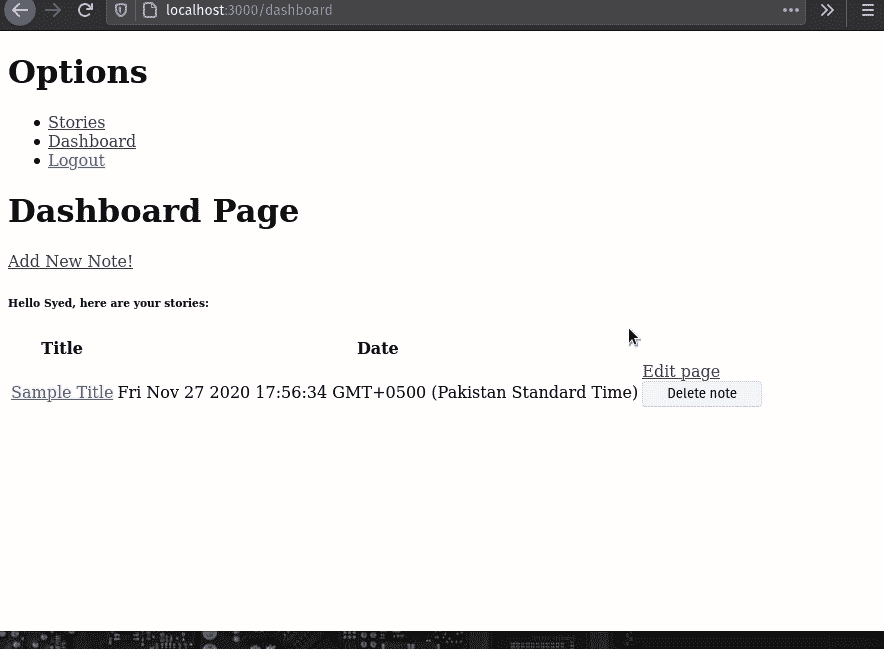 localhost:3000/dashboard
Options
Stories
Dashboard
Logout
Dashboard Page
Add New Note!
Hello Syed, here are your stories:
Title Date
Edit page
Sample Title Fri Nov 27 2020 17:56:34 GMT+0500 (Pakistan Standard Time) Delete note